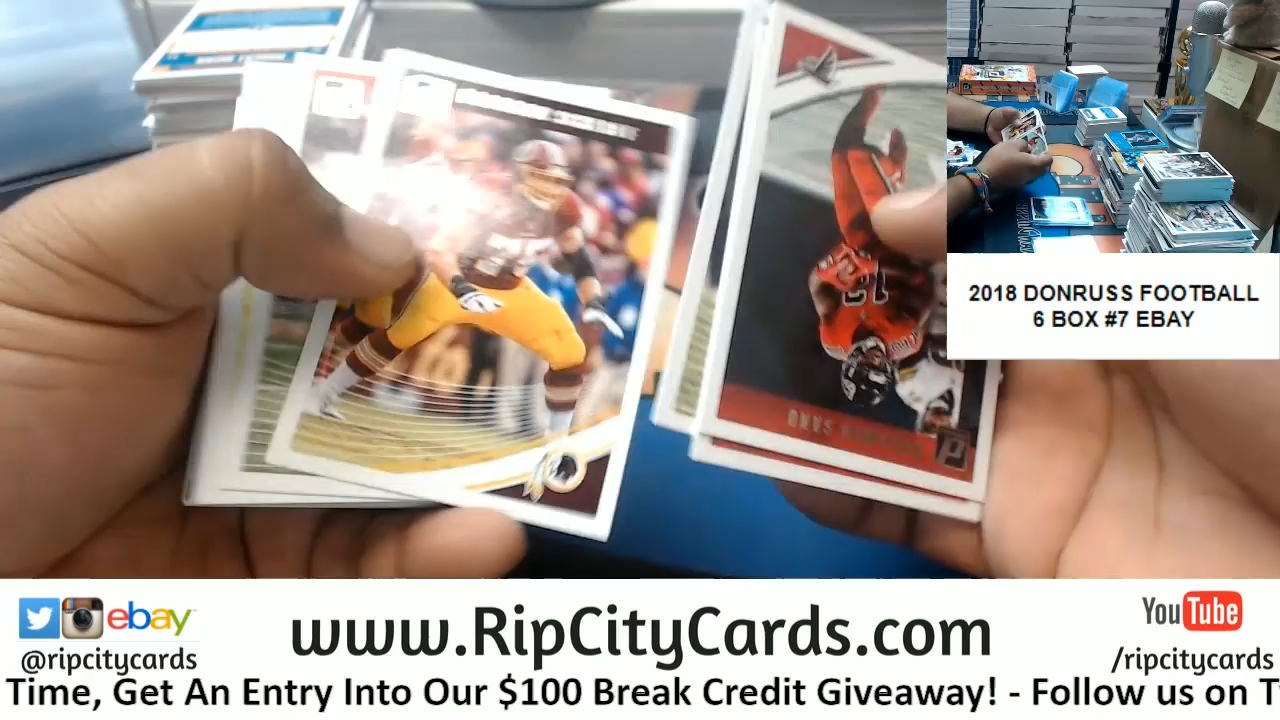 2018 DONRUSS FOOTBALL
6 BOX #7 EBAY
ebay
@ripcitycards
www.RipCityCards.com
YouTube
/ripcitycards
Time, Get An Entry Into Our $100 Break Credit Giveaway! - Follow us on T